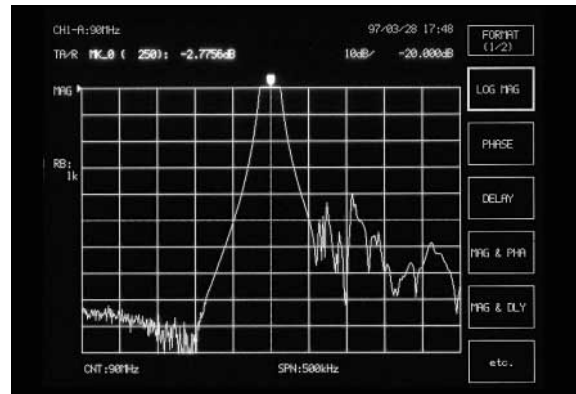 CH1-A:90MHz 97/03/28 17:48
TA/R MK_0 ( 250): -2.7756dB 10dB/ -20.000dB
MAG
RB:
1k
CNT:90MHz SPN:500kHz
FORMAT
(1/2)
LOG MAG
PHASE
DELAY
MAG & PHA
MAG & DLY
etc.